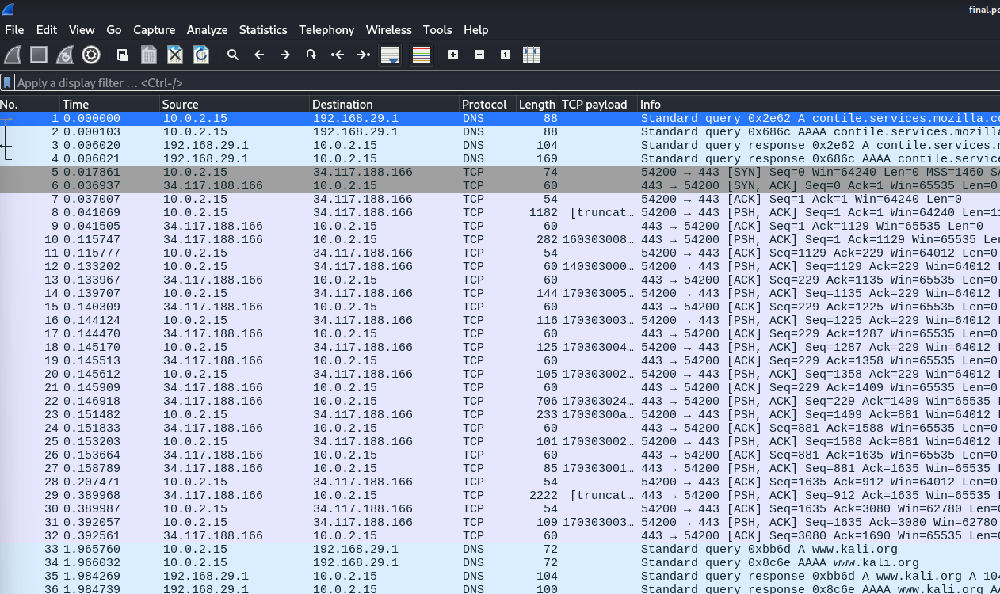 final.pc
File Edit View Go Capture Analyze Statistics Telephony Wireless Tools Help
Apply a display filter … <Ctrl-/>
No. Time Source Destination Protocol Length TCP payload Info
1 0.000000 10.0.2.15 192.168.29.1 DNS 88 Standard query 0x2e62 A contile.services.mozilla.co
2 0.000103 10.0.2.15 192.168.29.1 DNS 88 Standard query 0x686c AAAA contile.services.mozilla
3 0.006020 192.168.29.1 10.0.2.15 DNS 104 Standard query response 0x2e62 A contile.services.m
4 0.006021 192.168.29.1 10.0.2.15 DNS 169 Standard query response 0x686c AAAA contile.service
5 0.017861 10.0.2.15 34.117.188.166 TCP 74 54200 → 443 [SYN] Seq=0 Win=64240 Len=0 MSS=1460 SA
6 0.036937 34.117.188.166 10.0.2.15 TCP 60 443 → 54200 [SYN, ACK] Seq=0 Ack=1 Win=65535 Len=0
7 0.037007 10.0.2.15 34.117.188.166 TCP 54 54200 → 443 [ACK] Seq=1 Ack=1 Win=64240 Len=0
8 0.041069 10.0.2.15 34.117.188.166 TCP 1182 [truncat… 54200 → 443 [PSH, ACK] Seq=1 Ack=1 Win=64240 Len=11
9 0.041505 34.117.188.166 10.0.2.15 TCP 60 443 → 54200 [ACK] Seq=1 Ack=1129 Win=65535 Len=0
10 0.115747 34.117.188.166 10.0.2.15 TCP 282 160303008… 443 → 54200 [PSH, ACK] Seq=1 Ack=1129 Win=65535 Len
11 0.115777 10.0.2.15 34.117.188.166 TCP 54 54200 → 443 [ACK] Seq=1129 Ack=229 Win=64012 Len=0
12 0.133202 10.0.2.15 34.117.188.166 TCP 60 140303000… 54200 → 443 [PSH, ACK] Seq=1129 Ack=229 Win=64012
13 0.133967 34.117.188.166 10.0.2.15 TCP 60 443 → 54200 [ACK] Seq=229 Ack=1135 Win=65535 Len=0
14 0.139707 10.0.2.15 34.117.188.166 TCP 144 170303005… 54200 → 443 [PSH, ACK] Seq=1135 Ack=229 Win=64012
15 0.140309 34.117.188.166 10.0.2.15 TCP 60 443 → 54200 [ACK] Seq=229 Ack=1225 Win=65535 Len=0
16 0.144124 10.0.2.15 34.117.188.166 TCP 116 170303003… 54200 → 443 [PSH, ACK] Seq=1225 Ack=229 Win=64012
17 0.144470 34.117.188.166 10.0.2.15 TCP 60 443 → 54200 [ACK] Seq=229 Ack=1287 Win=65535 Len=0
18 0.145170 10.0.2.15 34.117.188.166 TCP 125 170303004… 54200 → 443 [PSH, ACK] Seq=1287 Ack=229 Win=64012
19 0.145513 34.117.188.166 10.0.2.15 TCP 60 443 → 54200 [ACK] Seq=229 Ack=1358 Win=65535 Len=0
20 0.145612 10.0.2.15 34.117.188.166 TCP 105 170303002… 54200 → 443 [PSH, ACK] Seq=1358 Ack=229 Win=64012
21 0.145909 34.117.188.166 10.0.2.15 TCP 60 443 → 54200 [ACK] Seq=229 Ack=1409 Win=65535 Len=0
22 0.146918 34.117.188.166 10.0.2.15 TCP 706 170303024… 443 → 54200 [PSH, ACK] Seq=229 Ack=1409 Win=65535
23 0.151482 10.0.2.15 34.117.188.166 TCP 233 17030300a… 54200 → 443 [PSH, ACK] Seq=1409 Ack=881 Win=64012
24 0.151833 34.117.188.166 10.0.2.15 TCP 60 443 → 54200 [ACK] Seq=881 Ack=1588 Win=65535 Len=0
25 0.153203 10.0.2.15 34.117.188.166 TCP 101 170303002… 54200 → 443 [PSH, ACK] Seq=1588 Ack=881 Win=64012
26 0.153664 34.117.188.166 10.0.2.15 TCP 60 443 → 54200 [ACK] Seq=881 Ack=1635 Win=65535 Len=0
27 0.158789 34.117.188.166 10.0.2.15 TCP 85 170303001… 443 → 54200 [PSH, ACK] Seq=881 Ack=1635 Win=65535
28 0.207471 10.0.2.15 34.117.188.166 TCP 54 54200 → 443 [ACK] Seq=1635 Ack=912 Win=64012 Len=0
29 0.389968 34.117.188.166 10.0.2.15 TCP 2222 [truncat… 443 → 54200 [PSH, ACK] Seq=912 Ack=1635 Win=65535
30 0.389987 10.0.2.15 34.117.188.166 TCP 54 54200 → 443 [ACK] Seq=1635 Ack=3080 Win=62780 Len=0
31 0.392057 10.0.2.15 34.117.188.166 TCP 109 170303003… 54200 → 443 [PSH, ACK] Seq=1635 Ack=3080 Win=62780
32 0.392561 34.117.188.166 10.0.2.15 TCP 60 443 → 54200 [ACK] Seq=3080 Ack=1690 Win=65535 Len=0
33 1.965760 10.0.2.15 192.168.29.1 DNS 72 Standard query 0xbb6d A www.kali.org
34 1.966032 10.0.2.15 192.168.29.1 DNS 72 Standard query 0x8c6e AAAA www.kali.org
35 1.984269 192.168.29.1 10.0.2.15 DNS 104 Standard query response 0xbb6d A www.kali.org A 104
36 1.984739 192.168.29.1 10.0.2.15 DNS 100 Standard query response 0x8c6e AAAA www.kali.org AA